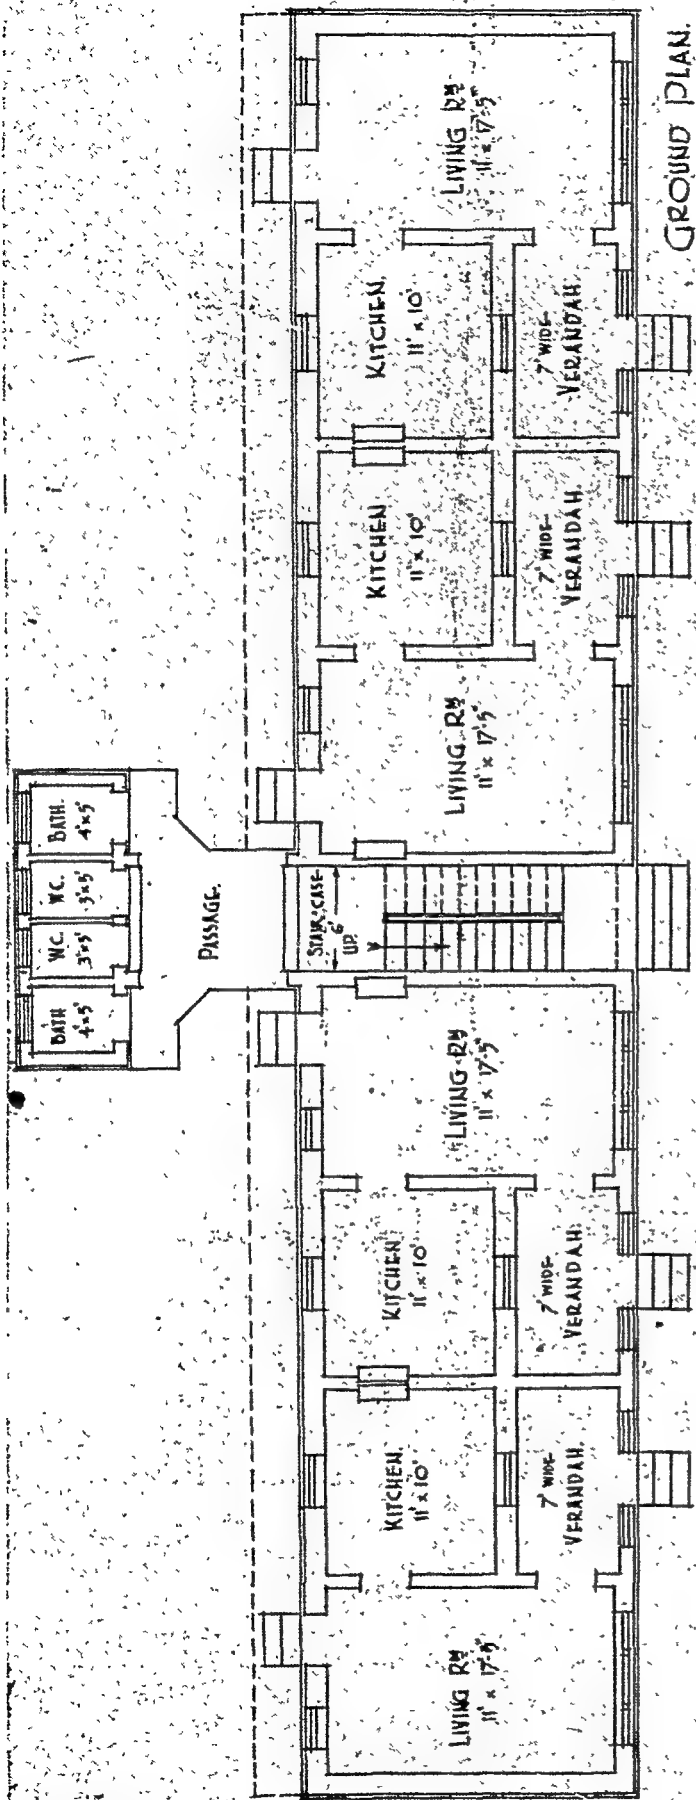 BATH
4'x5'
W.C.
3'x5'
W.C.
3'x5'
BATH.
4'x5'
PASSAGE.
LIVING RM
11' x 17'-5"
KITCHEN.
11' x 10'
7' WIDE
VERANDAH.
KITCHEN
11' x 10'
7' WIDE
VERANDAH.
LIVING RM
11' x 17'-5"
STAIR-CASE
6'
UP.
LIVING RM
11' x 17'-5"
KITCHEN
11' x 10'
7' WIDE
VERANDAH.
KITCHEN.
11' x 10'
7' WIDE
VERANDAH.
LIVING RM
11' x 17'-5"
GROUND PLAN.